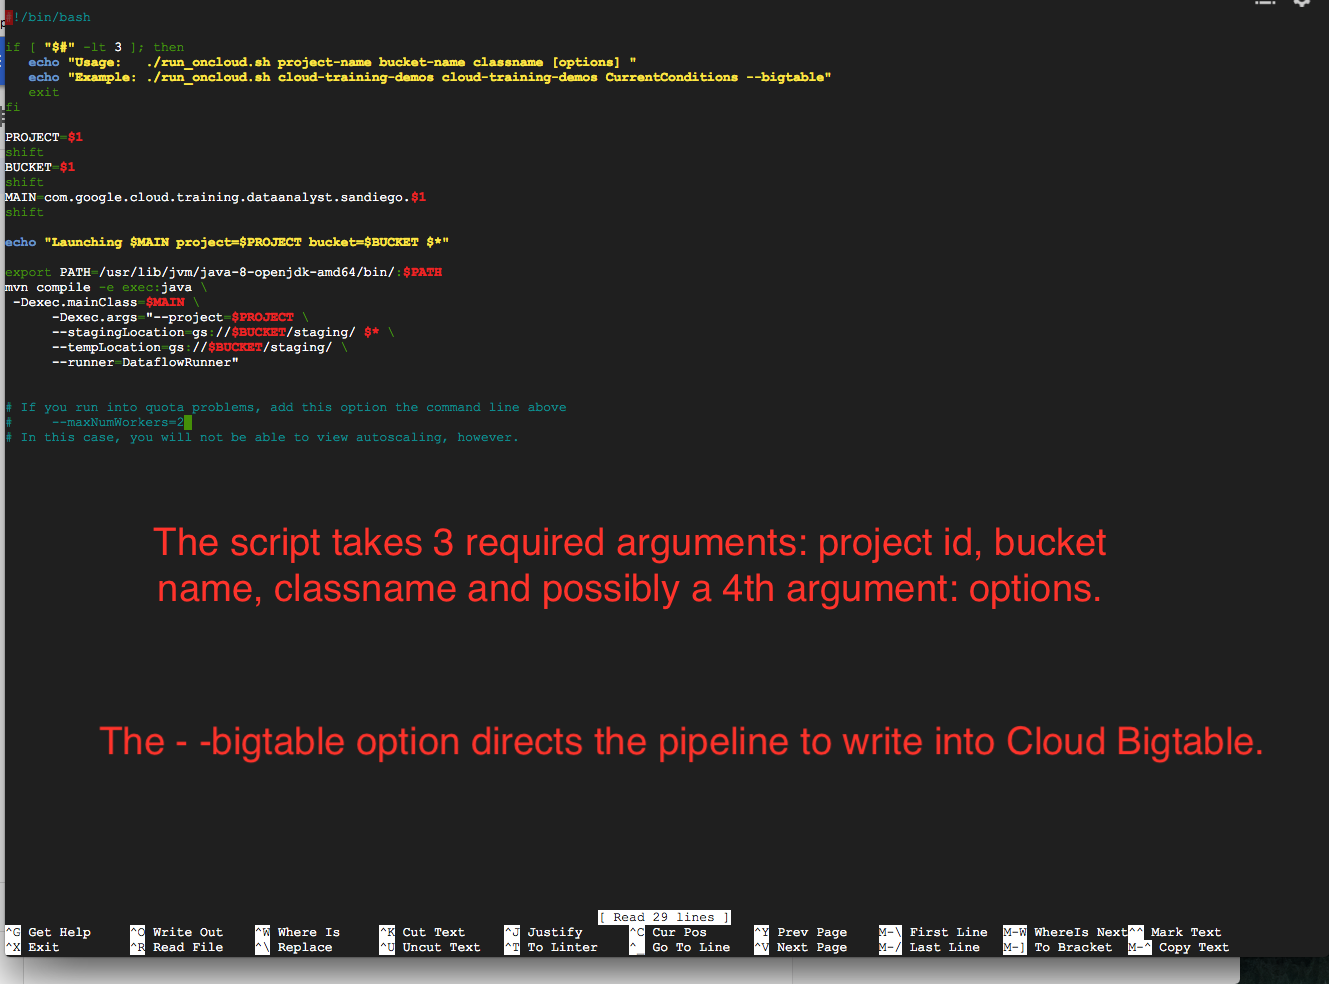 #!/bin/bash
if [ "$#" -lt 3 ]; then
   echo "Usage:   ./run_oncloud.sh project-name bucket-name classname [options] "
   echo "Example: ./run_oncloud.sh cloud-training-demos cloud-training-demos CurrentConditions --bigtable"
   exit
fi
PROJECT=$1
shift
BUCKET=$1
shift
MAIN=com.google.cloud.training.dataanalyst.sandiego.$1
shift
echo "Launching $MAIN project=$PROJECT bucket=$BUCKET $*"
export PATH=/usr/lib/jvm/java-8-openjdk-amd64/bin/:$PATH
mvn compile -e exec:java \
 -Dexec.mainClass=$MAIN \
      -Dexec.args="--project=$PROJECT \
      --stagingLocation=gs://$BUCKET/staging/ $* \
      --tempLocation=gs://$BUCKET/staging/ \
      --runner=DataflowRunner"
# If you run into quota problems, add this option the command line above
#     --maxNumWorkers=2
# In this case, you will not be able to view autoscaling, however.
The script takes 3 required arguments: project id, bucket
name, classname and possibly a 4th argument: options.
The - -bigtable option directs the pipeline to write into Cloud Bigtable.
[ Read 29 lines ]
^G Get Help ^O Write Out ^W Where Is ^K Cut Text ^J Justify ^C Cur Pos ^Y Prev Page M-\ First Line M-W WhereIs Next ^^ Mark Text
^X Exit ^R Read File ^\ Replace ^U Uncut Text ^T To Linter ^_ Go To Line ^V Next Page M-/ Last Line M-] To Bracket M-^ Copy Text